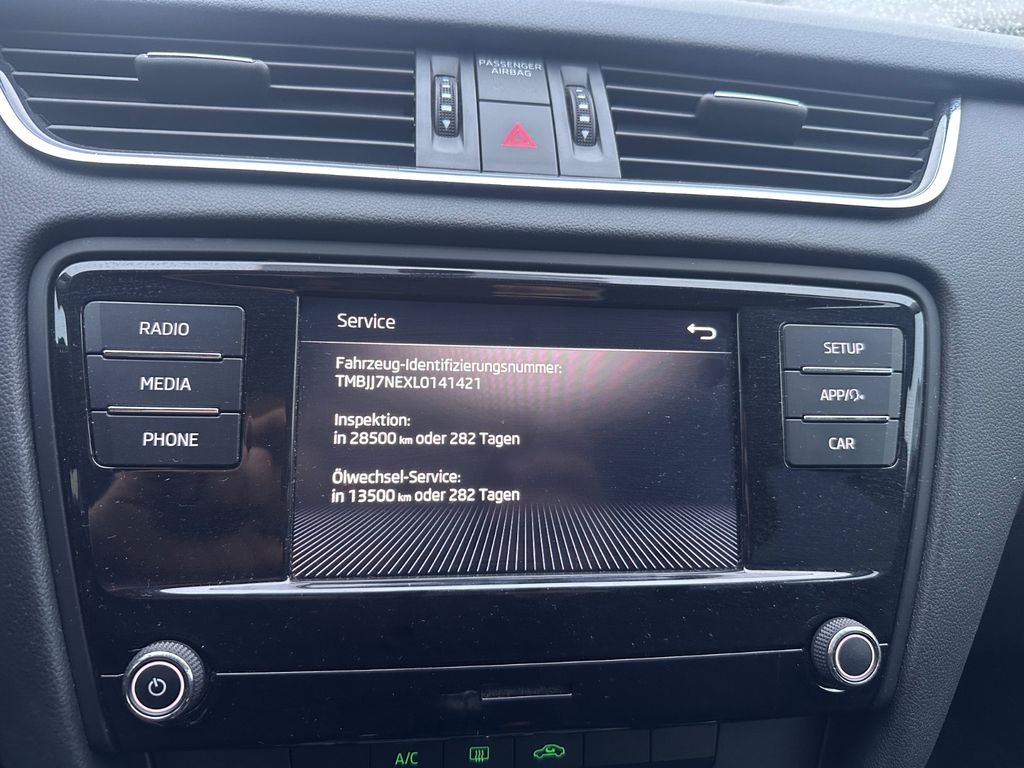 PASSENGER
AIRBAG
RADIO
MEDIA
PHONE
Service
Fahrzeug-Identifizierungsnummer:
TMBJJ7NEXL0141421
Inspektion:
in 28500 km oder 282 Tagen
Ölwechsel-Service:
in 13500 km oder 282 Tagen
SETUP
APP/
CAR
A/C